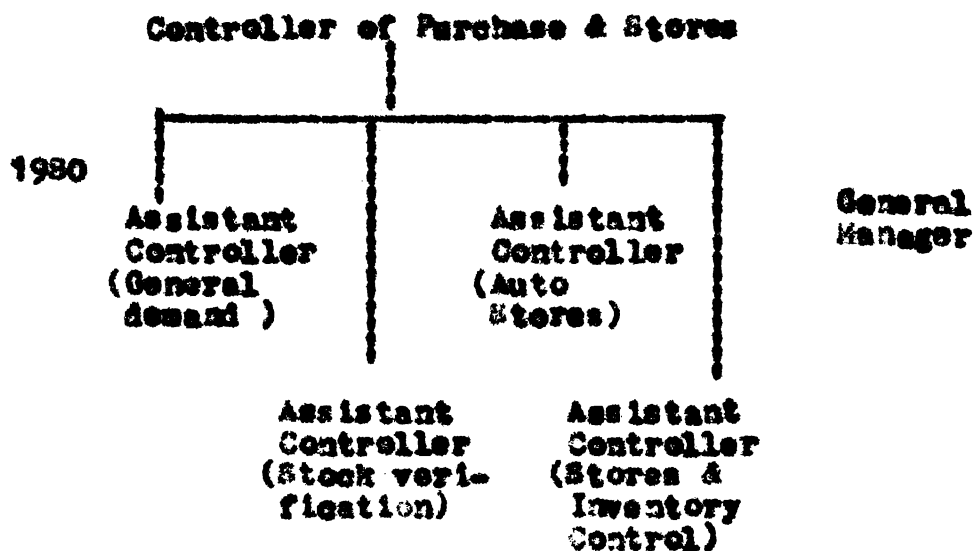 Controller of Purchase & Stores
1980
Assistant
Controller
(General
demand )
Assistant
Controller
(Auto
Stores)
General
Manager
Assistant
Controller
(Stock veri-
fication)
Assistant
Controller
(Stores &
Inventory
Control)